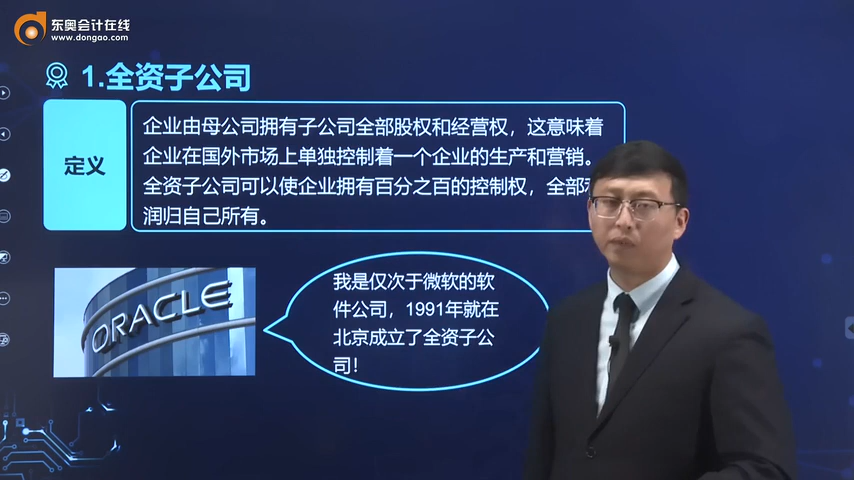 东奥会计在线
www.dongao.com
1.全资子公司
定义
企业由母公司拥有子公司全部股权和经营权，这意味着
企业在国外市场上单独控制着一个企业的生产和营销。
全资子公司可以使企业拥有百分之百的控制权，全部
润归自己所有。
ORACLE
我是仅次于微软的软
件公司，1991年就在
北京成立了全资子公
司！